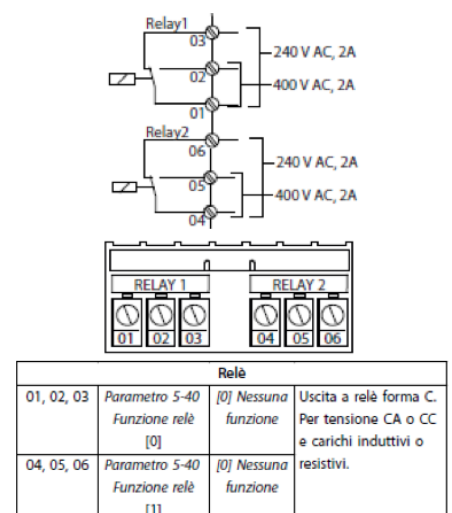 Relay1
03
240 V AC, 2A
02
400 V AC, 2A
01
Relay2
06
240 V AC, 2A
05
400 V AC, 2A
04
RELAY 1 RELAY 2
01 02 03 04 05 06
Relè
01, 02, 03 Parametro 5-40 [0] Nessuna Uscita a relè forma C.
Funzione relè funzione Per tensione CA o CC
[0] e carichi induttivi o
04, 05, 06 Parametro 5-40 [0] Nessuna resistivi.
Funzione relè funzione
[1]